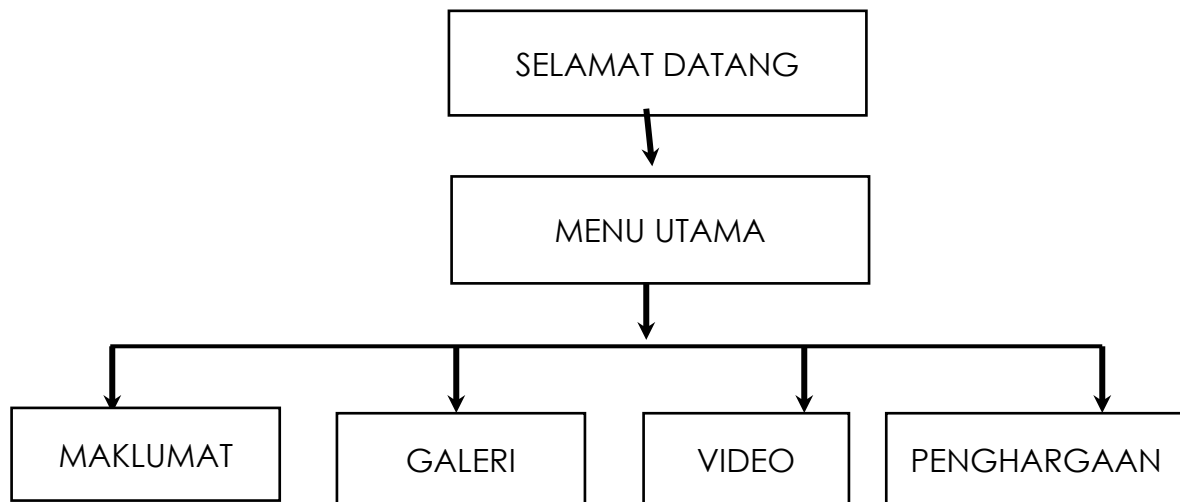 SELAMAT DATANG
MENU UTAMA
MAKLUMAT
GALERI
VIDEO
PENGHARGAAN